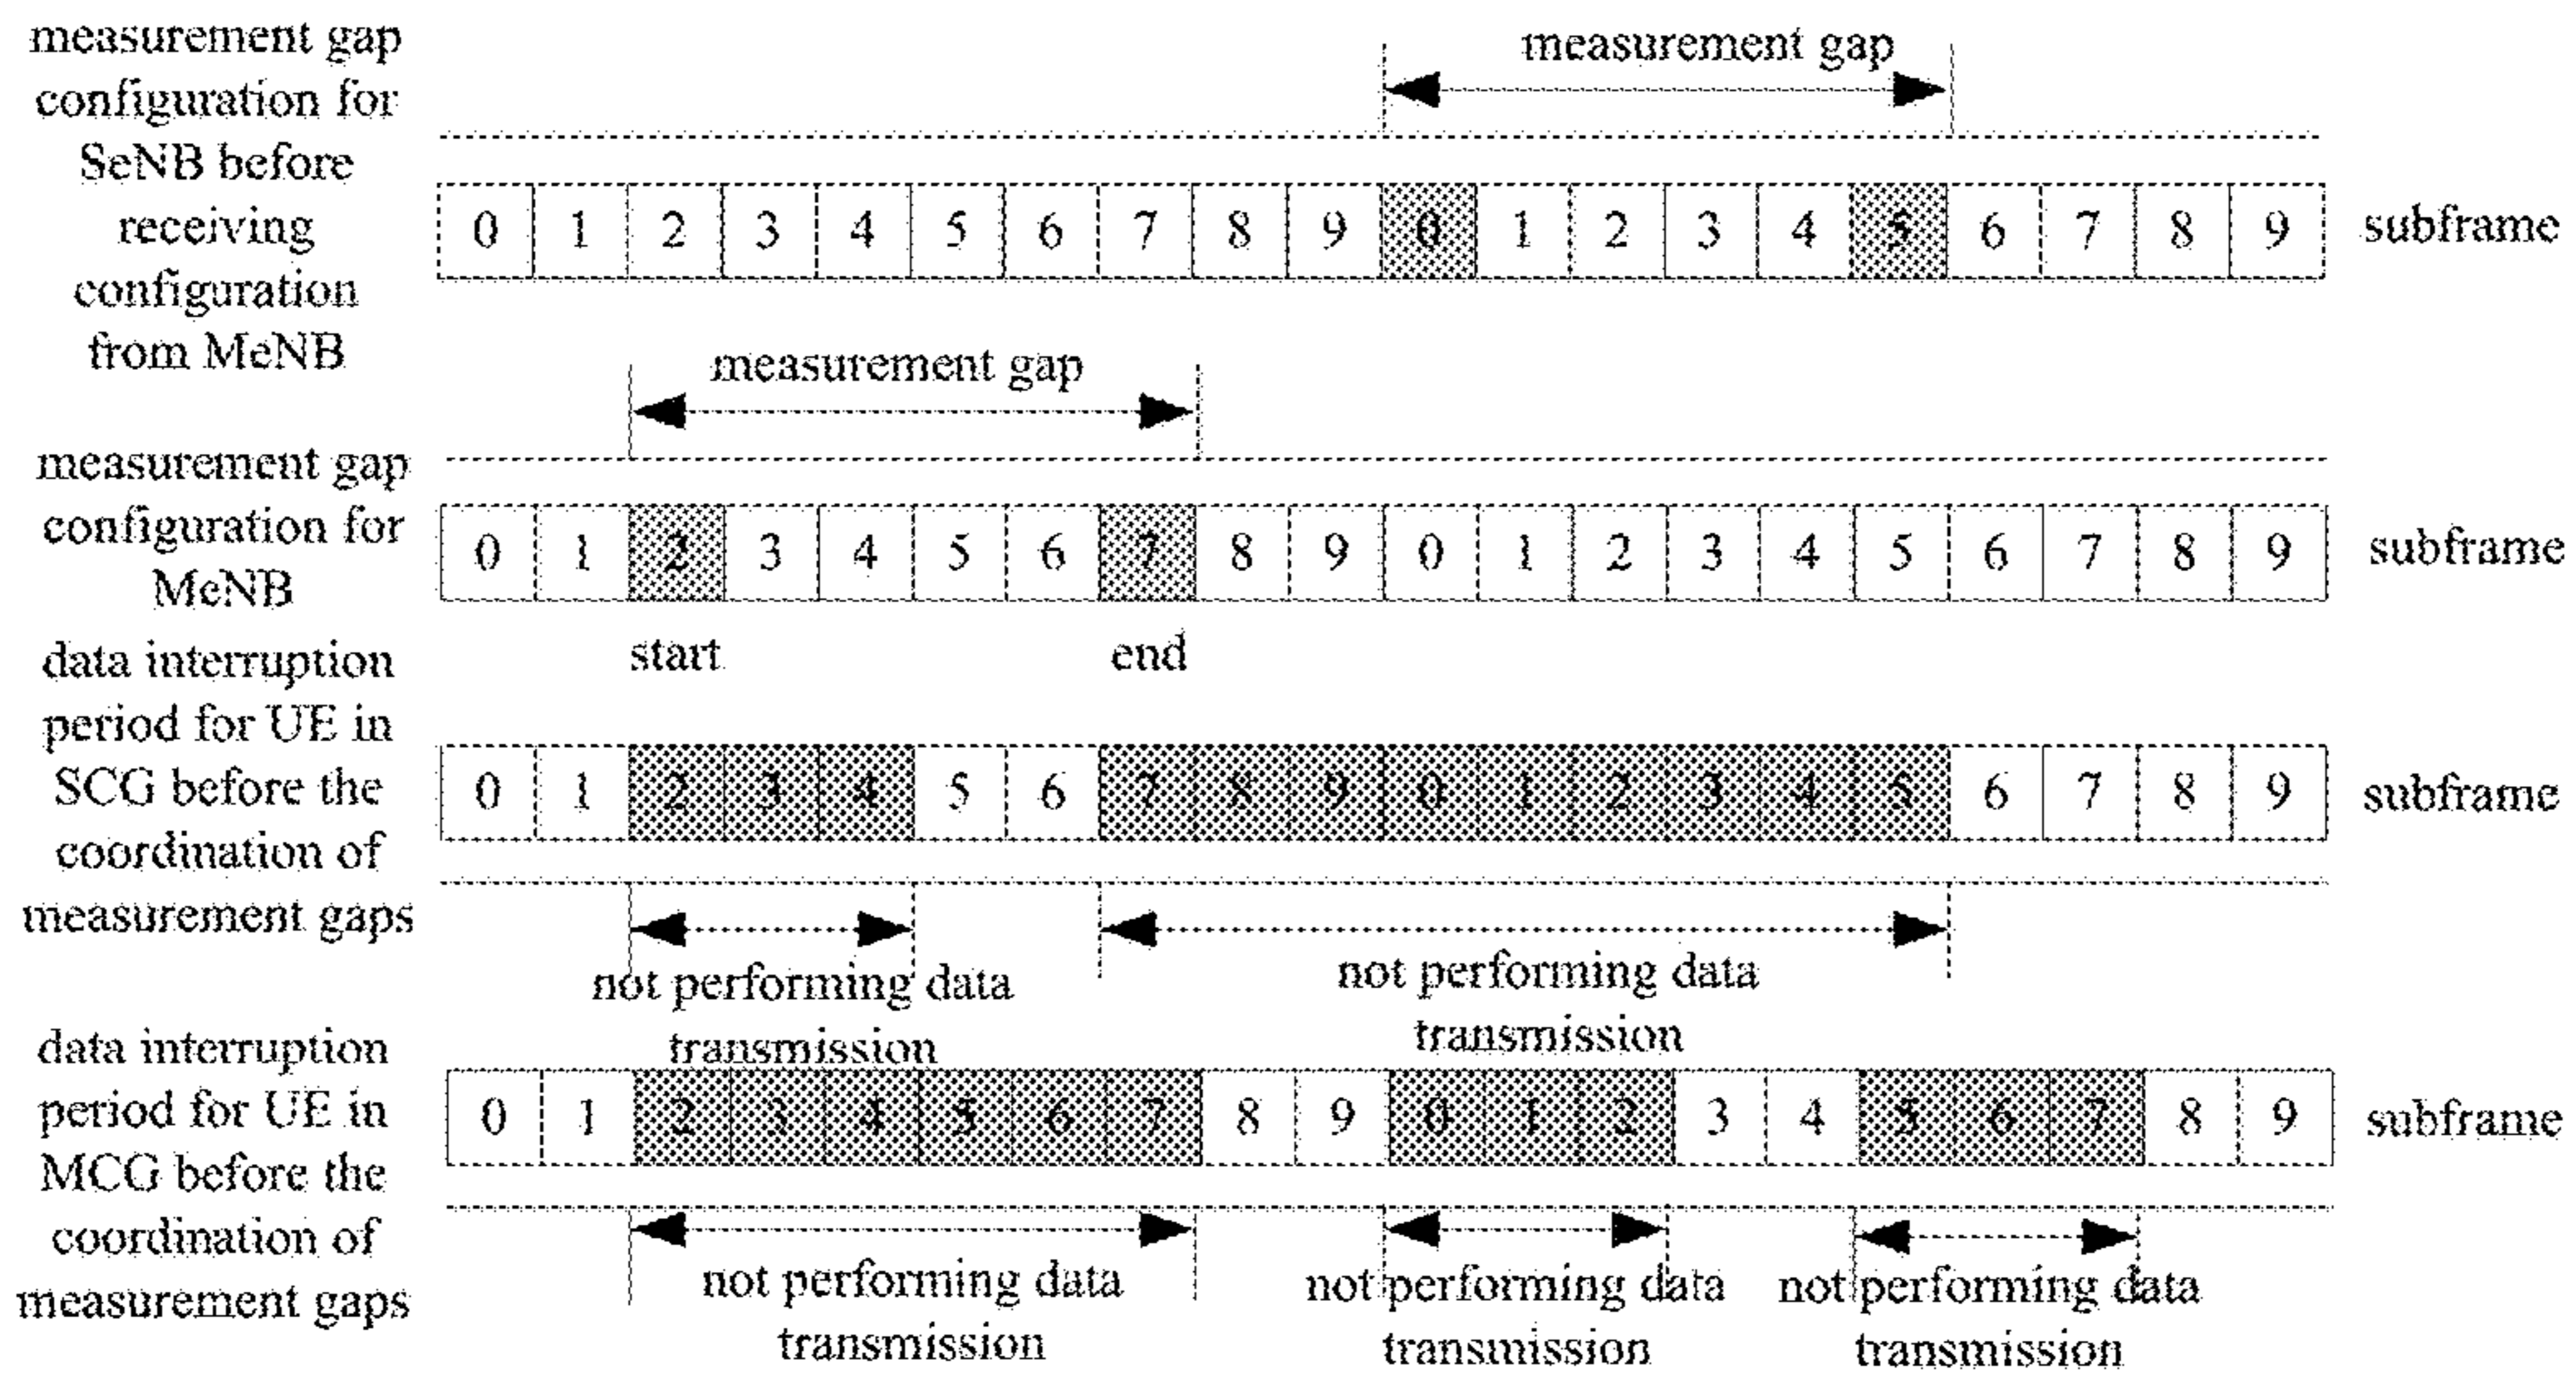 measurement gap
configuration for
SeNB before
receiving
configuration
from MeNB
measurement gap
0 1 2 3 4 5 6 7 8 9 0 1 2 3 4 5 6 7 8 9 subframe
measurement gap
configuration for
MeNB
measurement gap
0 1 2 3 4 5 6 7 8 9 0 1 2 3 4 5 6 7 8 9 subframe
start end
data interruption
period for UE in
SCG before the
coordination of
measurement gaps
0 1 2 3 4 5 6 7 8 9 0 1 2 3 4 5 6 7 8 9 subframe
not performing data
transmission
not performing data
transmission
data interruption
period for UE in
MCG before the
coordination of
measurement gaps
0 1 2 3 4 5 6 7 8 9 0 1 2 3 4 5 6 7 8 9 subframe
not performing data
transmission
not performing data
transmission
not performing data
transmission